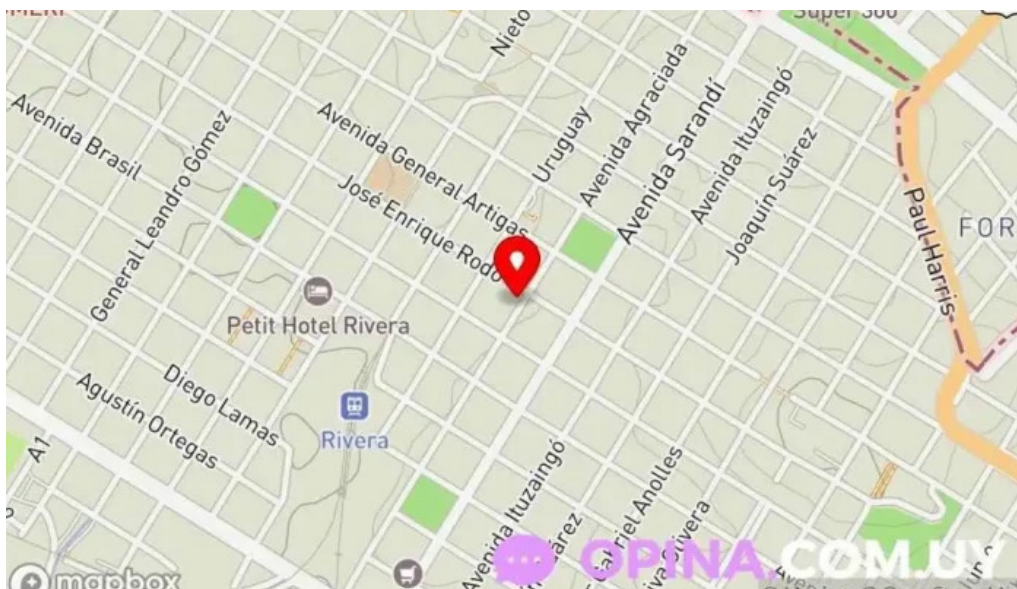 Nieto
Super 360
Avenida Brasil
General Leandro Gómez
Avenida General Artigas
José Enrique Rodó
Uruguay
Avenida Agraciada
Avenida Sarandí
Avenida Ituzaingó
Joaquín Suárez
Paul Harris
FOR
Petit Hotel Rivera
Rivera
Diego Lamas
Agustín Ortegas
A1
Avenida Ituzaingó
Gabriel Anolles
OPINA.COM.UY
mapbox